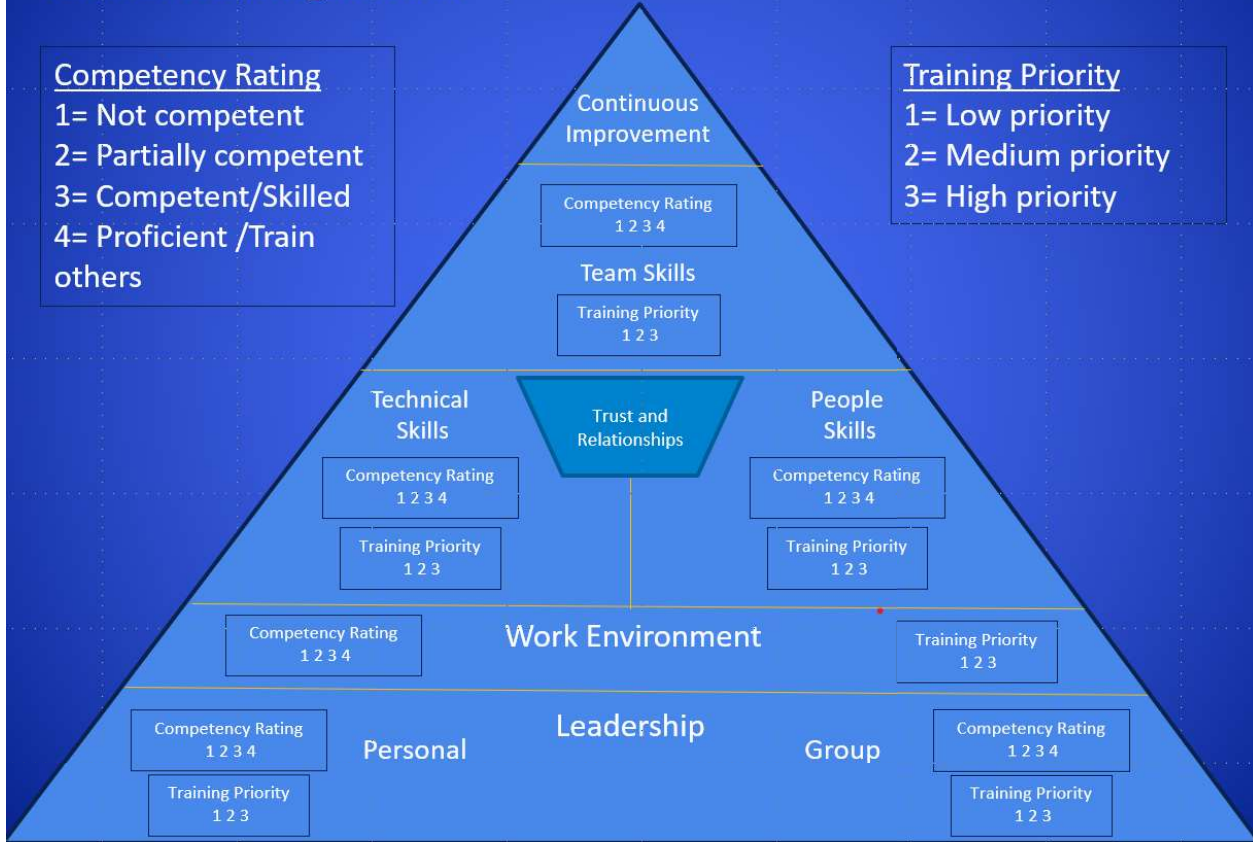 Competency Rating
1= Not competent
2= Partially competent
3= Competent/Skilled
4= Proficient /Train
others
Training Priority
1= Low priority
2= Medium priority
3= High priority
Continuous
Improvement
Competency Rating
1 2 3 4
Team Skills
Training Priority
1 2 3
Technical
Skills
Competency Rating
1 2 3 4
Training Priority
1 2 3
Trust and
Relationships
People
Skills
Competency Rating
1 2 3 4
Training Priority
1 2 3
Competency Rating
1 2 3 4
Work Environment
Training Priority
1 2 3
Leadership
Competency Rating
1 2 3 4
Training Priority
1 2 3
Personal
Group
Competency Rating
1 2 3 4
Training Priority
1 2 3